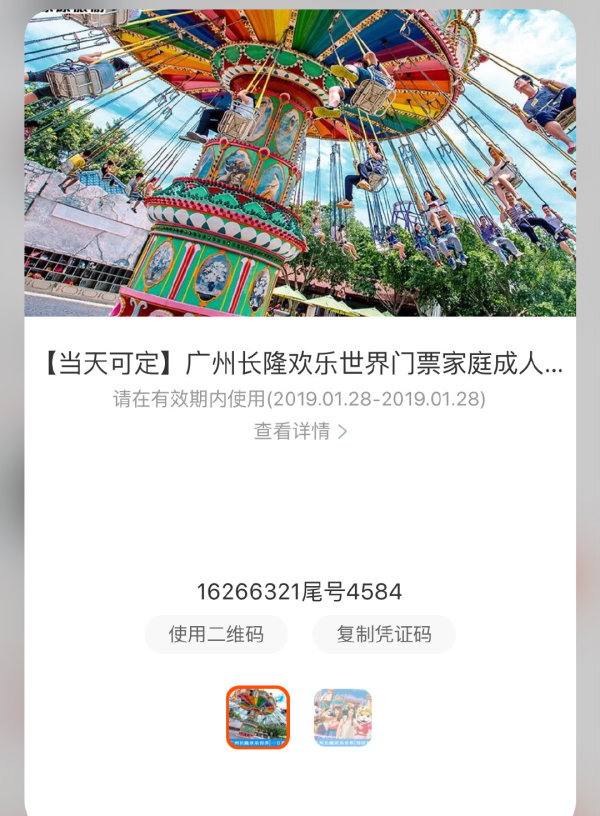 【当天可定】广州长隆欢乐世界门票家庭成人...
请在有效期内使用(2019.01.28-2019.01.28)
查看详情 >
16266321尾号4584
使用二维码
复制凭证码